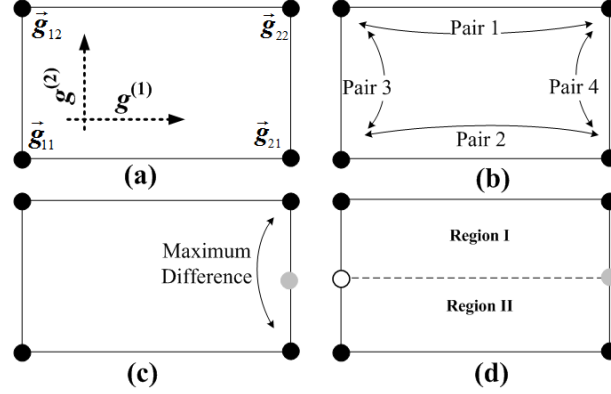 g⃗₁₂
g⃗₂₂
g⁽²⁾
g⁽¹⁾
g⃗₁₁
g⃗₂₁
(a)
Pair 1
Pair 3
Pair 4
Pair 2
(b)
Maximum
Difference
(c)
Region I
Region II
(d)